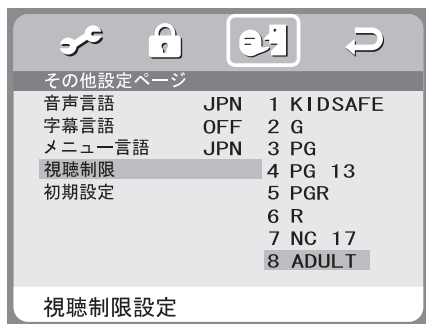 その他設定ページ
音声言語 JPN 1 KIDSAFE
字幕言語 OFF 2 G
メニュー言語 JPN 3 PG
視聴制限 4 PG 13
初期設定 5 PGR
6 R
7 NC 17
8 ADULT
視聴制限設定